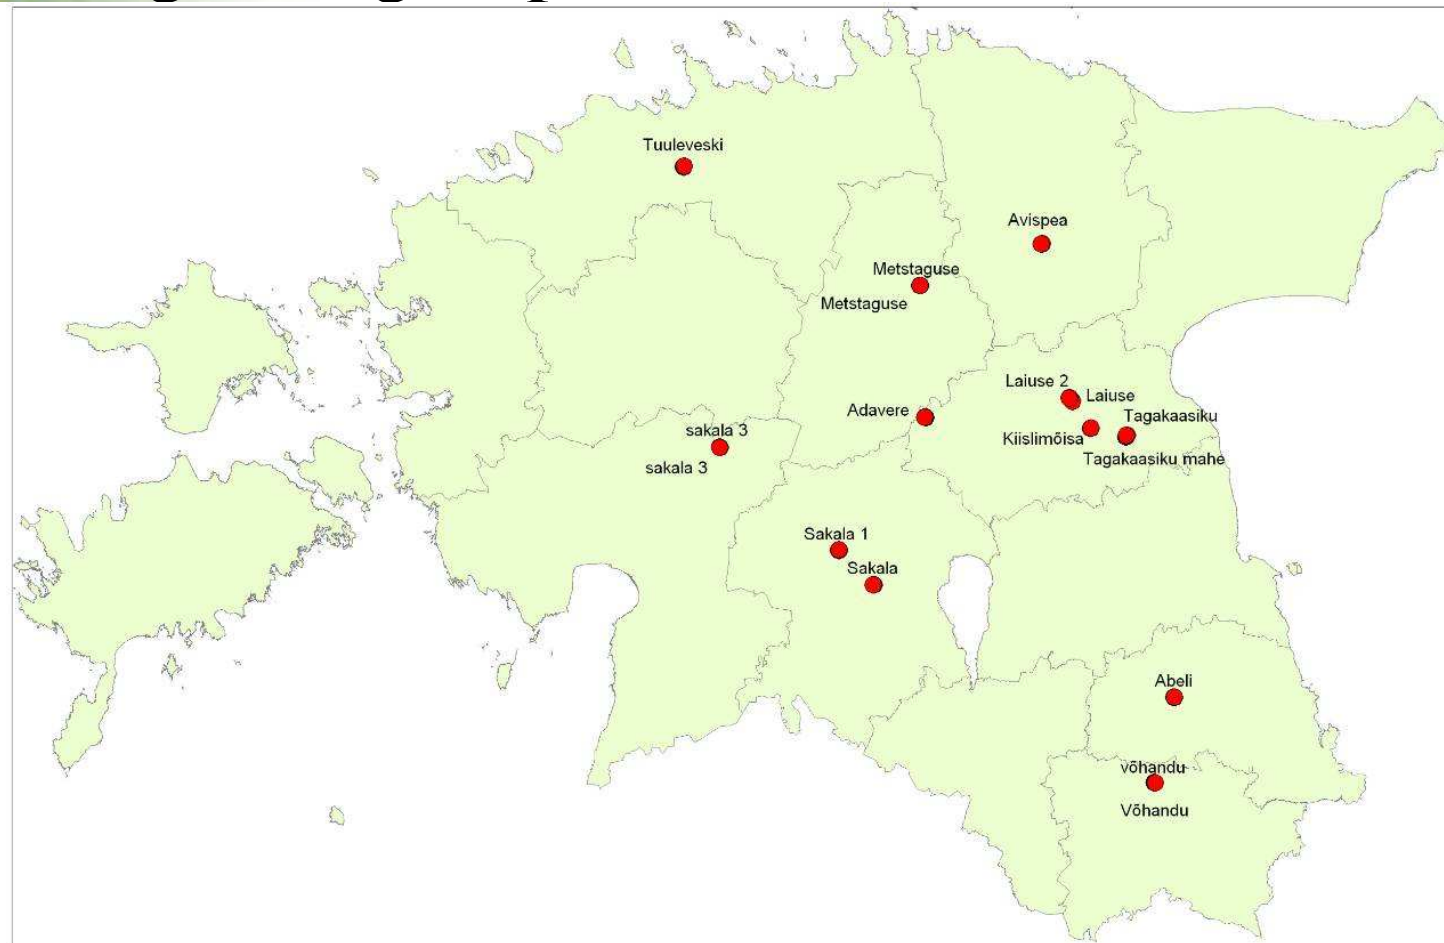 Tuuleveski
Avispea
Metstaguse
Metstaguse
Laiuse 2
Laiuse
Adavere
Tagakaasiku
sakala 3
Kiislimõisa
Tagakaasiku mahe
sakala 3
Sakala 1
Sakala
Abeli
võhandu
Võhandu